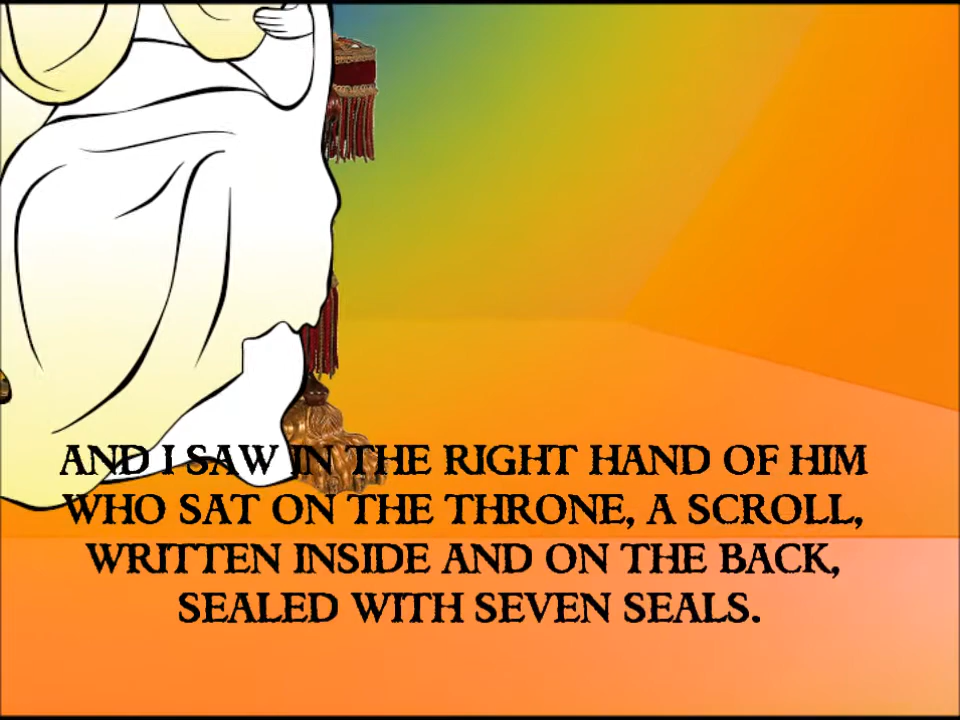 AND I SAW IN THE RIGHT HAND OF HIM
WHO SAT ON THE THRONE, A SCROLL,
WRITTEN INSIDE AND ON THE BACK,
SEALED WITH SEVEN SEALS.